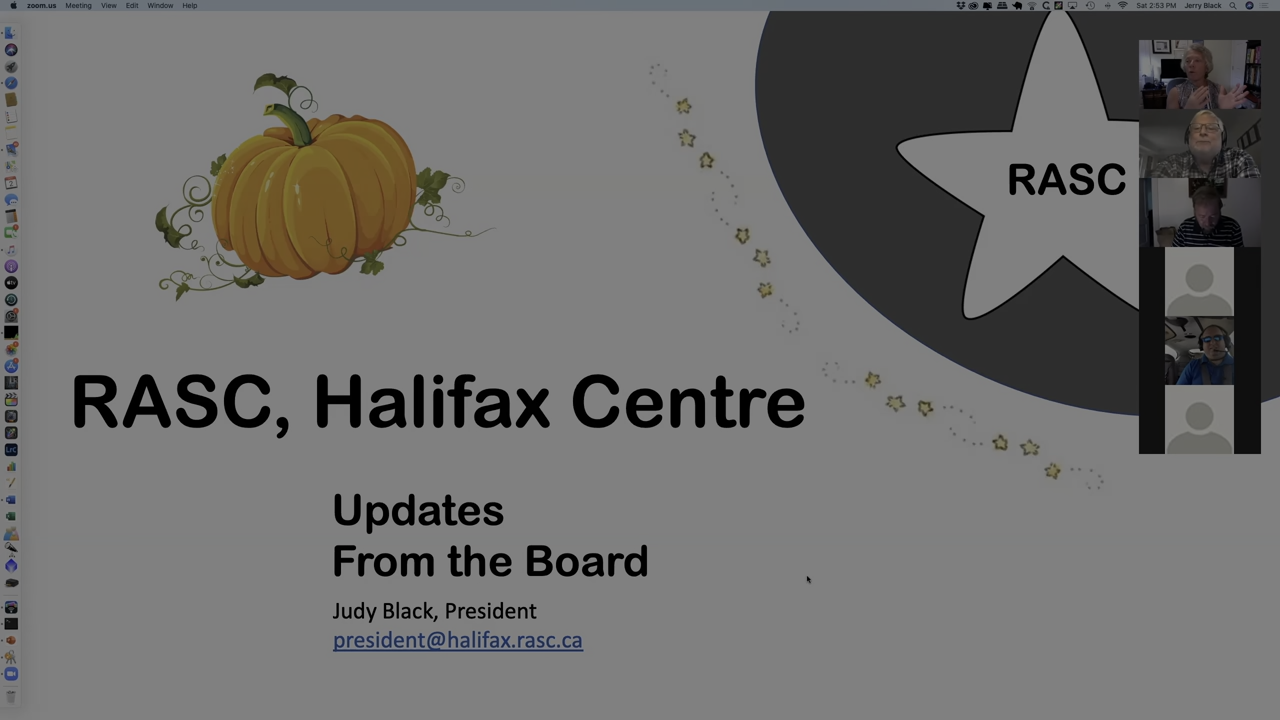 zoom.us Meeting View Edit Window Help
Sat 2:53 PM Jerry Black
RASC
RASC, Halifax Centre
Updates
From the Board
Judy Black, President
president@halifax.rasc.ca